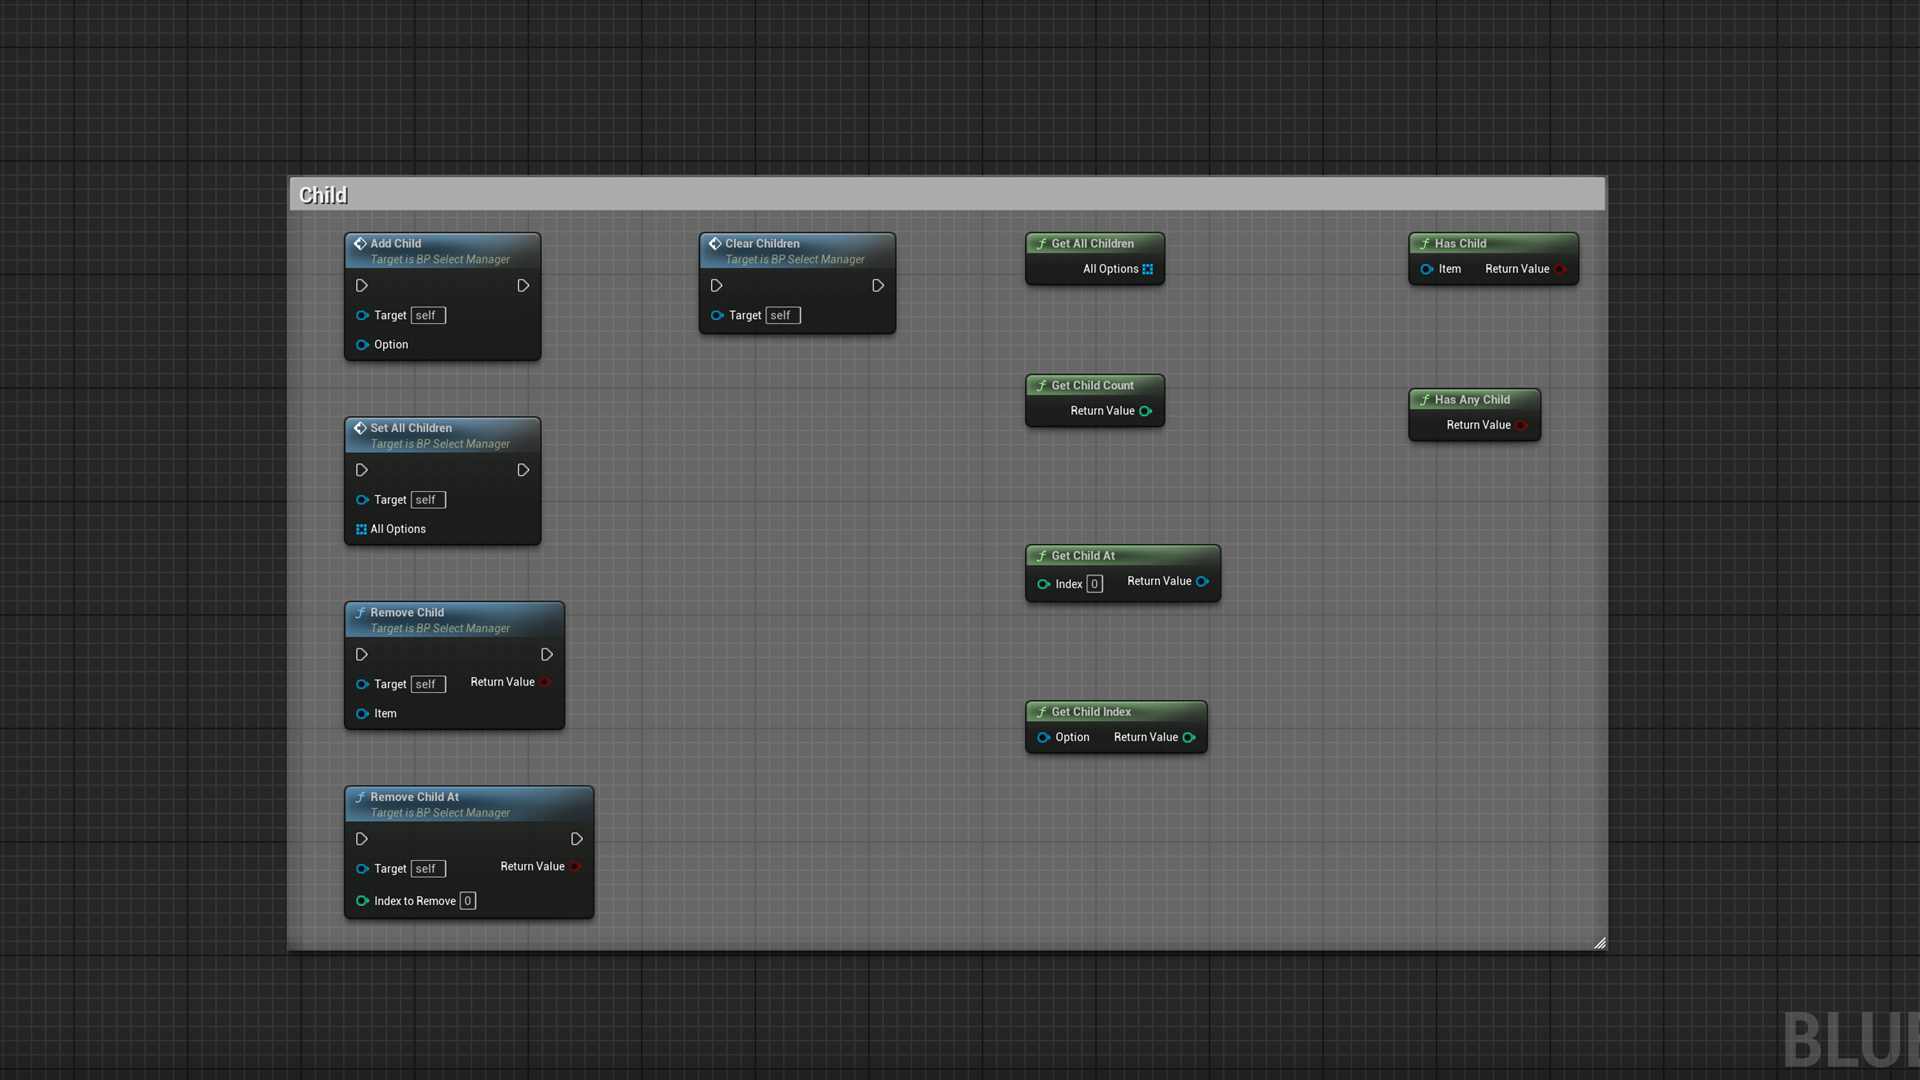 Child
Add Child
Target is BP Select Manager
Target self
Option
Clear Children
Target is BP Select Manager
Target self
Get All Children
All Options
Has Child
Item Return Value
Get Child Count
Return Value
Has Any Child
Return Value
Set All Children
Target is BP Select Manager
Target self
All Options
Get Child At
Index 0 Return Value
Remove Child
Target is BP Select Manager
Target self Return Value
Item
Get Child Index
Option Return Value
Remove Child At
Target is BP Select Manager
Target self Return Value
Index to Remove 0